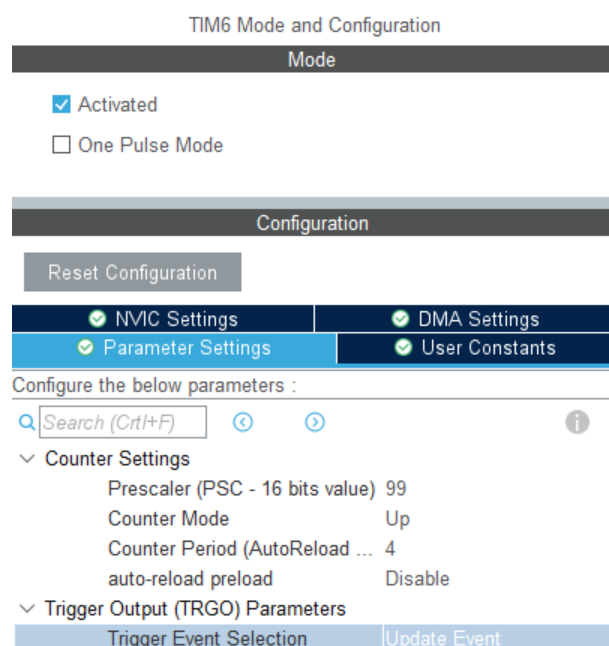 TIM6 Mode and Configuration
Mode
Activated
One Pulse Mode
Configuration
Reset Configuration
NVIC Settings
DMA Settings
Parameter Settings
User Constants
Configure the below parameters :
Search (Crtl+F)
Counter Settings
Prescaler (PSC - 16 bits value) 99
Counter Mode Up
Counter Period (AutoReload ... 4
auto-reload preload Disable
Trigger Output (TRGO) Parameters
Trigger Event Selection Update Event